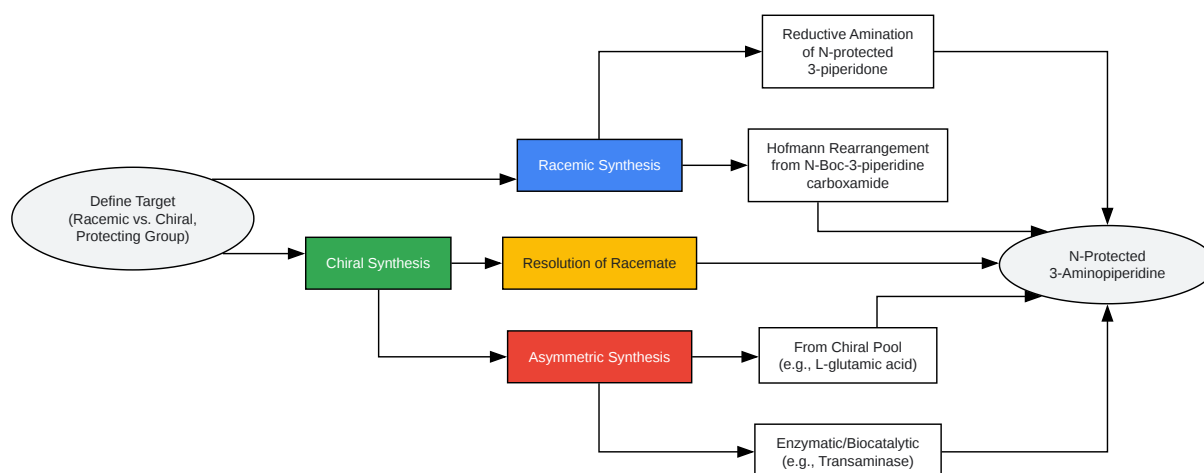 Reductive Amination
of N-protected
3-piperidone
Racemic Synthesis
Hofmann Rearrangement
from N-Boc-3-piperidine
carboxamide
Define Target
(Racemic vs. Chiral,
Protecting Group)
Chiral Synthesis
Resolution of Racemate
N-Protected
3-Aminopiperidine
Asymmetric Synthesis
From Chiral Pool
(e.g., L-glutamic acid)
Enzymatic/Biocatalytic
(e.g., Transaminase)